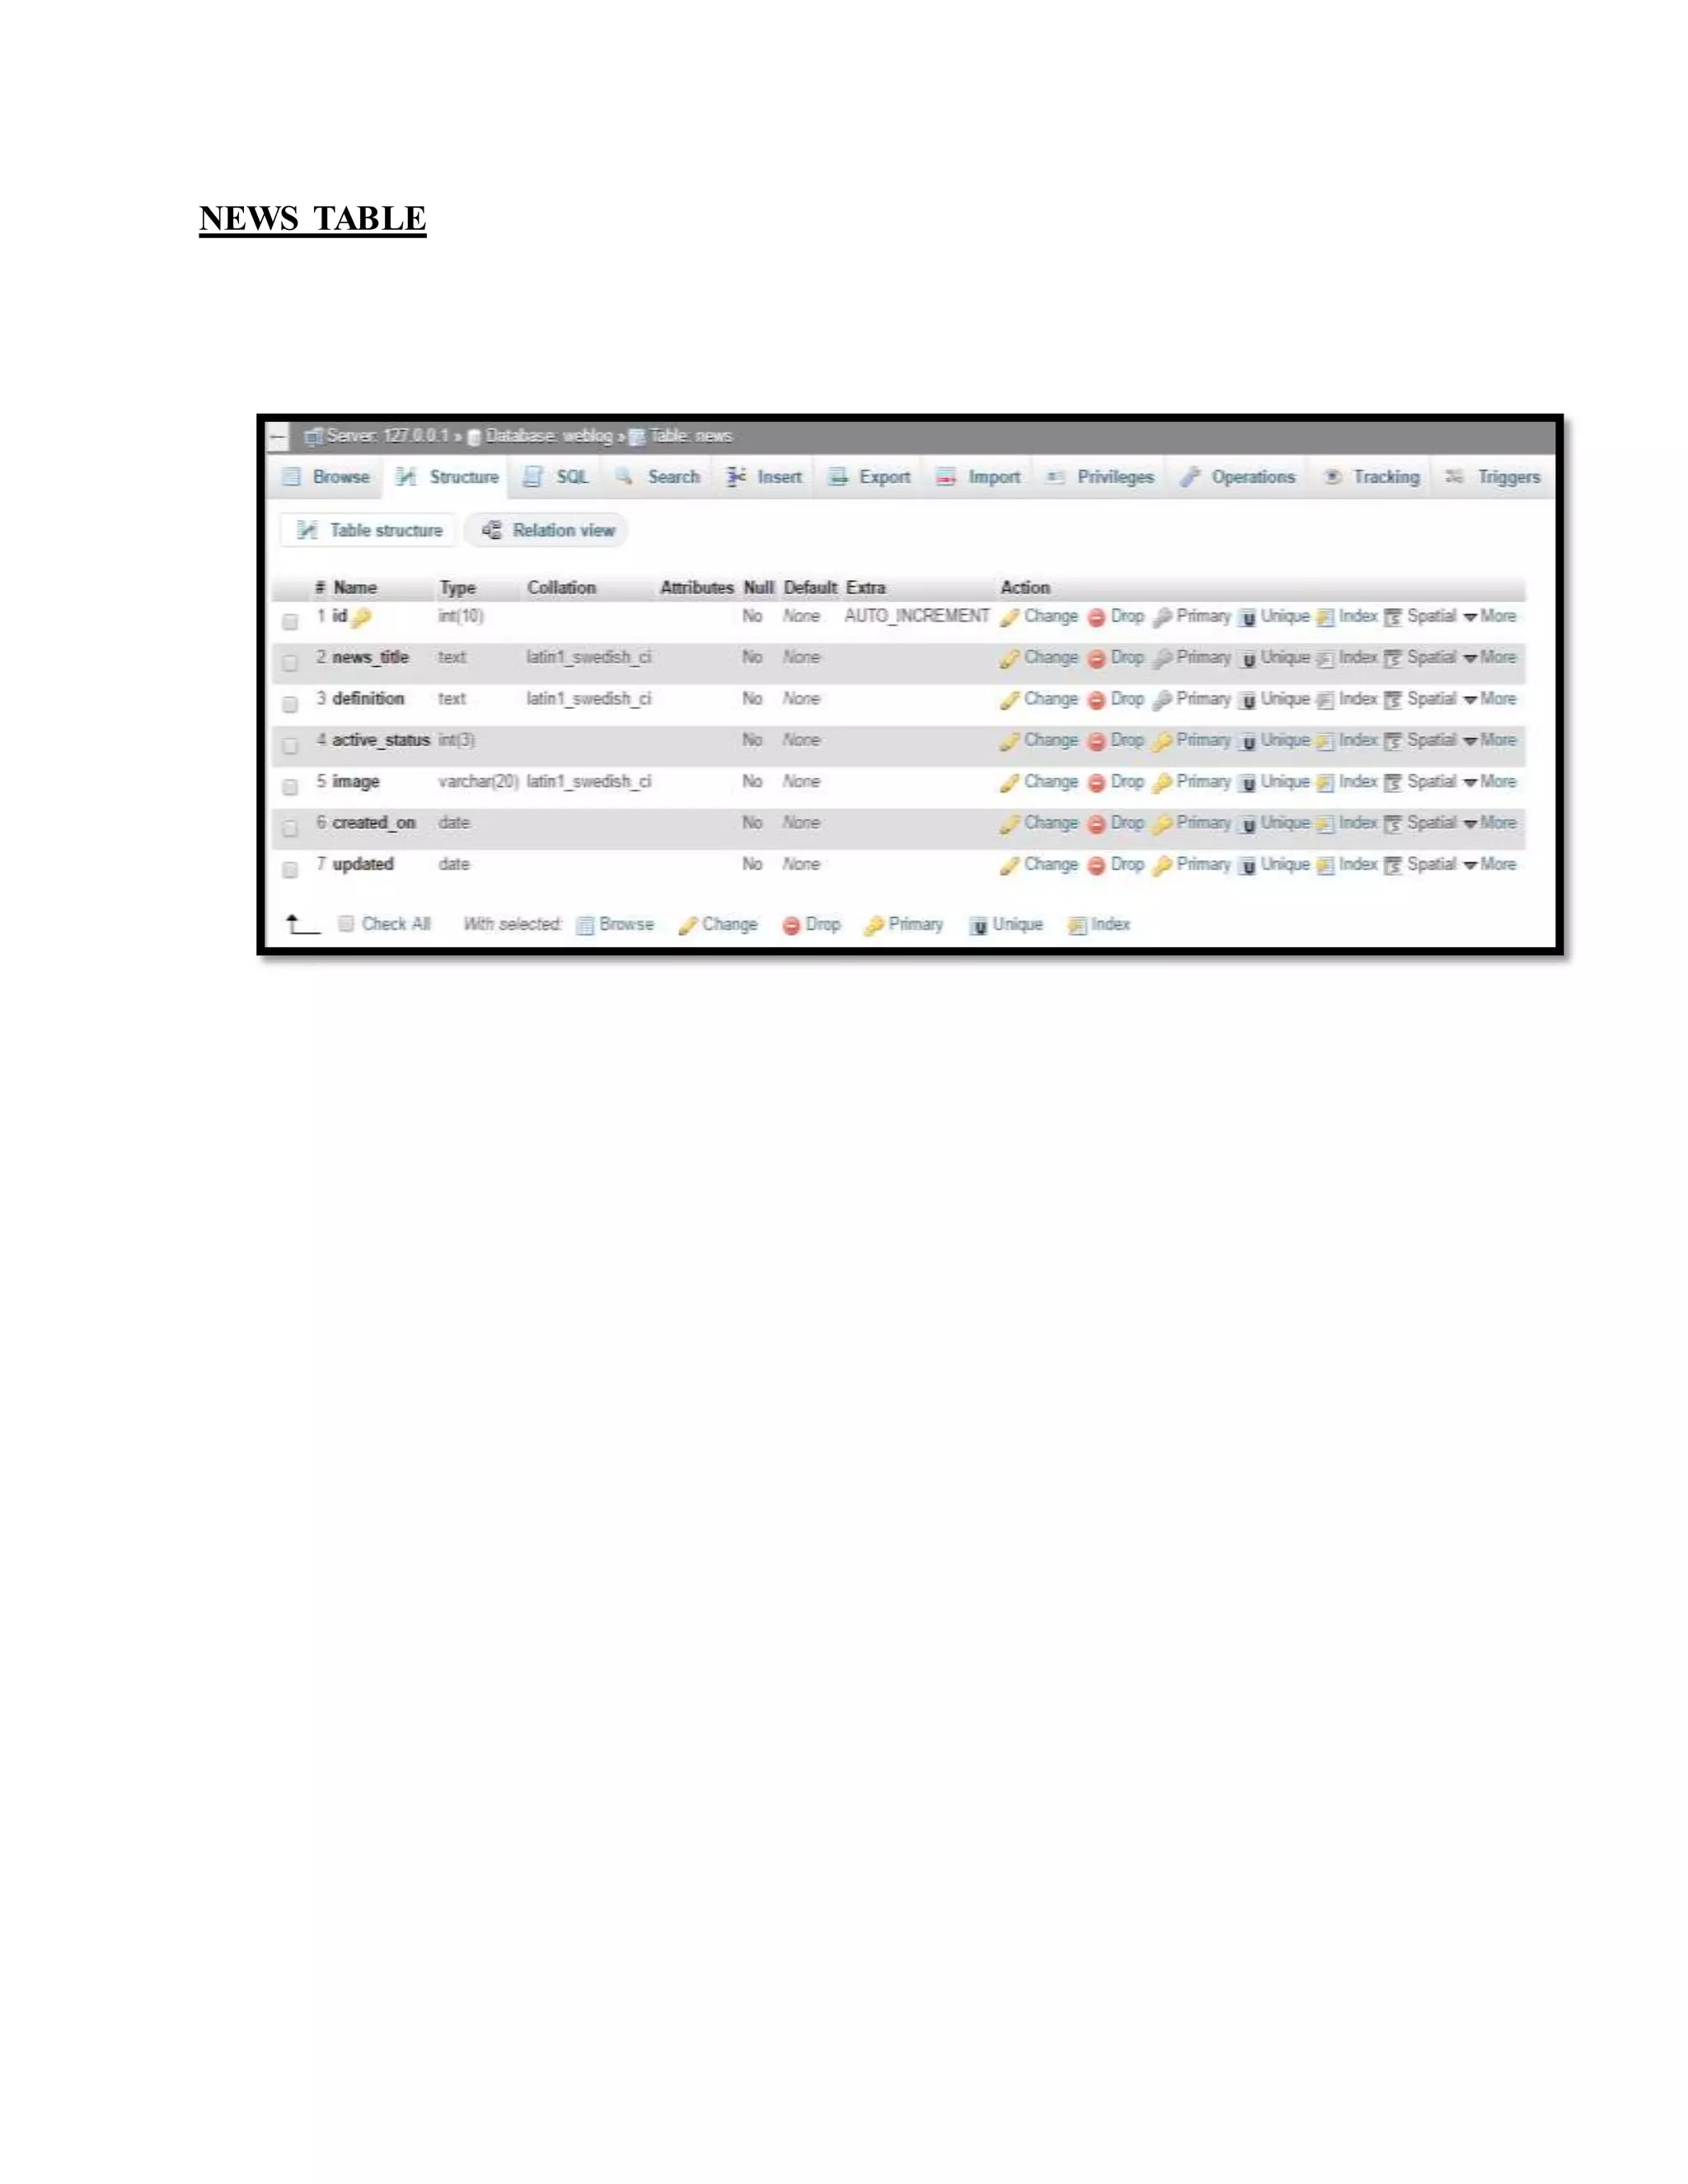 NEWS TABLE
Server: 127.0.0.1 » Database: weblog » Table: news
Browse Structure SQL Search Insert Export Import Privileges Operations Tracking Triggers
Table structure Relation view
# Name Type Collation Attributes Null Default Extra Action
1 id int(10) No None AUTO_INCREMENT Change Drop Primary Unique Index Spatial More
2 news_title text latin1_swedish_ci No None Change Drop Primary Unique Index Spatial More
3 definition text latin1_swedish_ci No None Change Drop Primary Unique Index Spatial More
4 active_status int(3) No None Change Drop Primary Unique Index Spatial More
5 image varchar(20) latin1_swedish_ci No None Change Drop Primary Unique Index Spatial More
6 created_on date No None Change Drop Primary Unique Index Spatial More
7 updated date No None Change Drop Primary Unique Index Spatial More
Check All With selected: Browse Change Drop Primary Unique Index